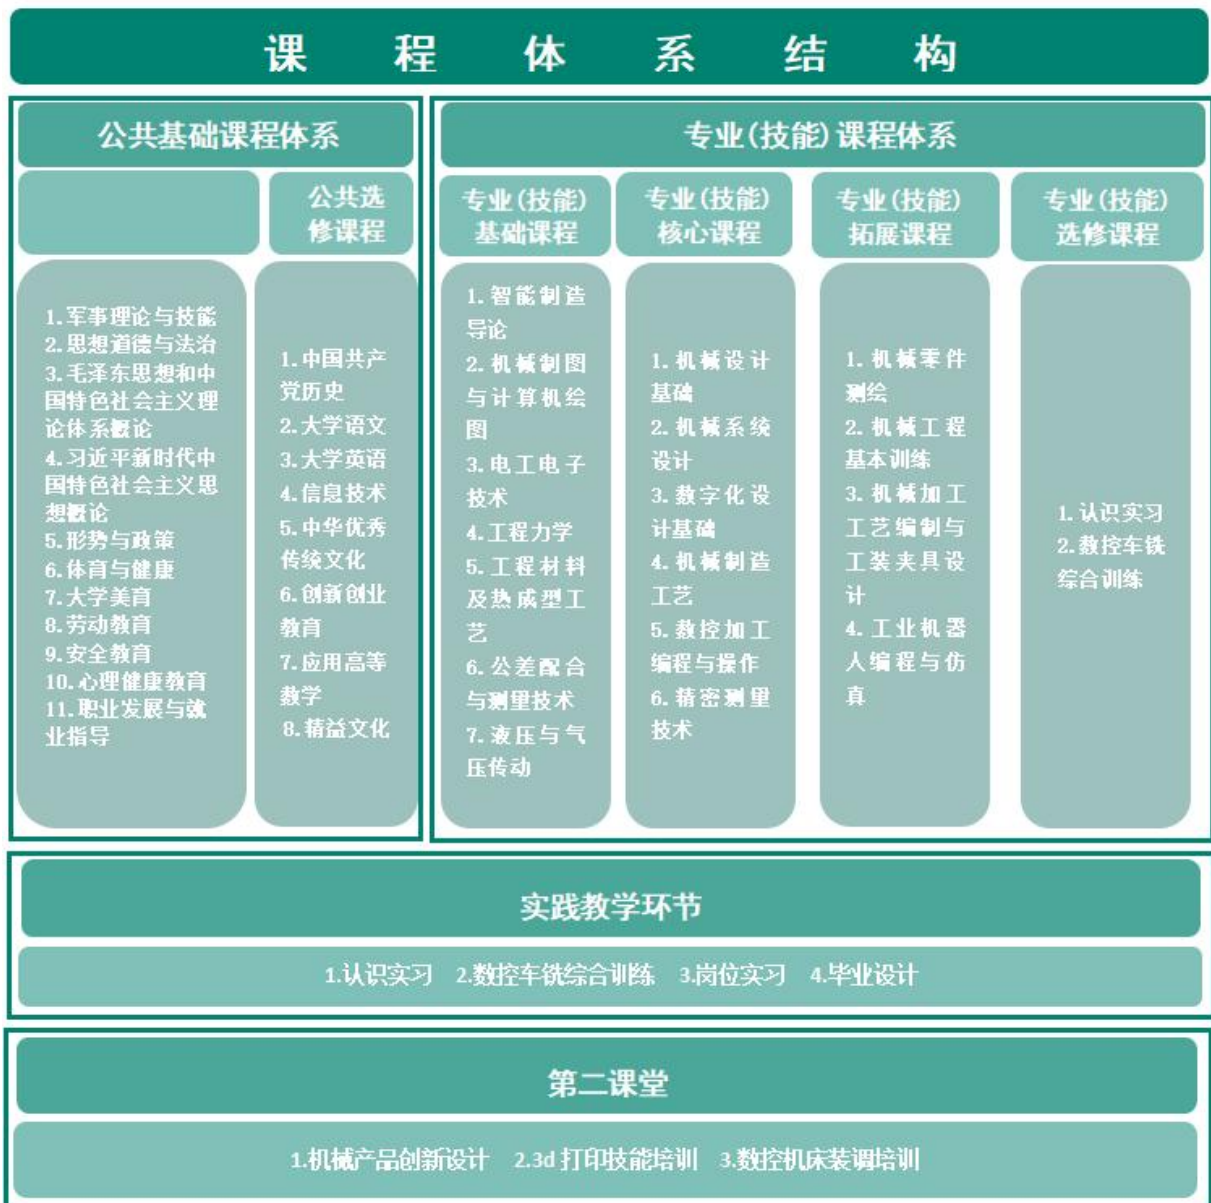 课程体系结构
公共基础课程体系
公共选
修课程
1.军事理论与技能
2.思想道德与法治
3.毛泽东思想和中
国特色社会主义理
论体系概论
4.习近平新时代中
国特色社会主义思
想概论
5.形势与政策
6.体育与健康
7.大学美育
8.劳动教育
9.安全教育
10.心理健康教育
11.职业发展与就
业指导
1.中国共产
党历史
2.大学语文
3.大学英语
4.信息技术
5.中华优秀
传统文化
6.创新创业
教育
7.应用高等
数学
8.精益文化
专业(技能)课程体系
专业(技能)
基础课程
1.智能制造
导论
2.机械制图
与计算机绘
图
3.电工电子
技术
4.工程力学
5.工程材料
及热成型工
艺
6.公差配合
与测量技术
7.液压与气
压传动
专业(技能)
核心课程
1.机械设计
基础
2.机械系统
设计
3.数字化设
计基础
4.机械制造
工艺
5.数控加工
编程与操作
6.精密测量
技术
专业(技能)
拓展课程
1.机械零件
测绘
2.机械工程
基本训练
3.机械加工
工艺编制与
工装夹具设
计
4.工业机器
人编程与仿
真
专业(技能)
选修课程
1.认识实习
2.数控车铣
综合训练
实践教学环节
1.认识实习 2.数控车铣综合训练 3.岗位实习 4.毕业设计
第二课堂
1.机械产品创新设计 2.3d 打印技能培训 3.数控机床装调培训